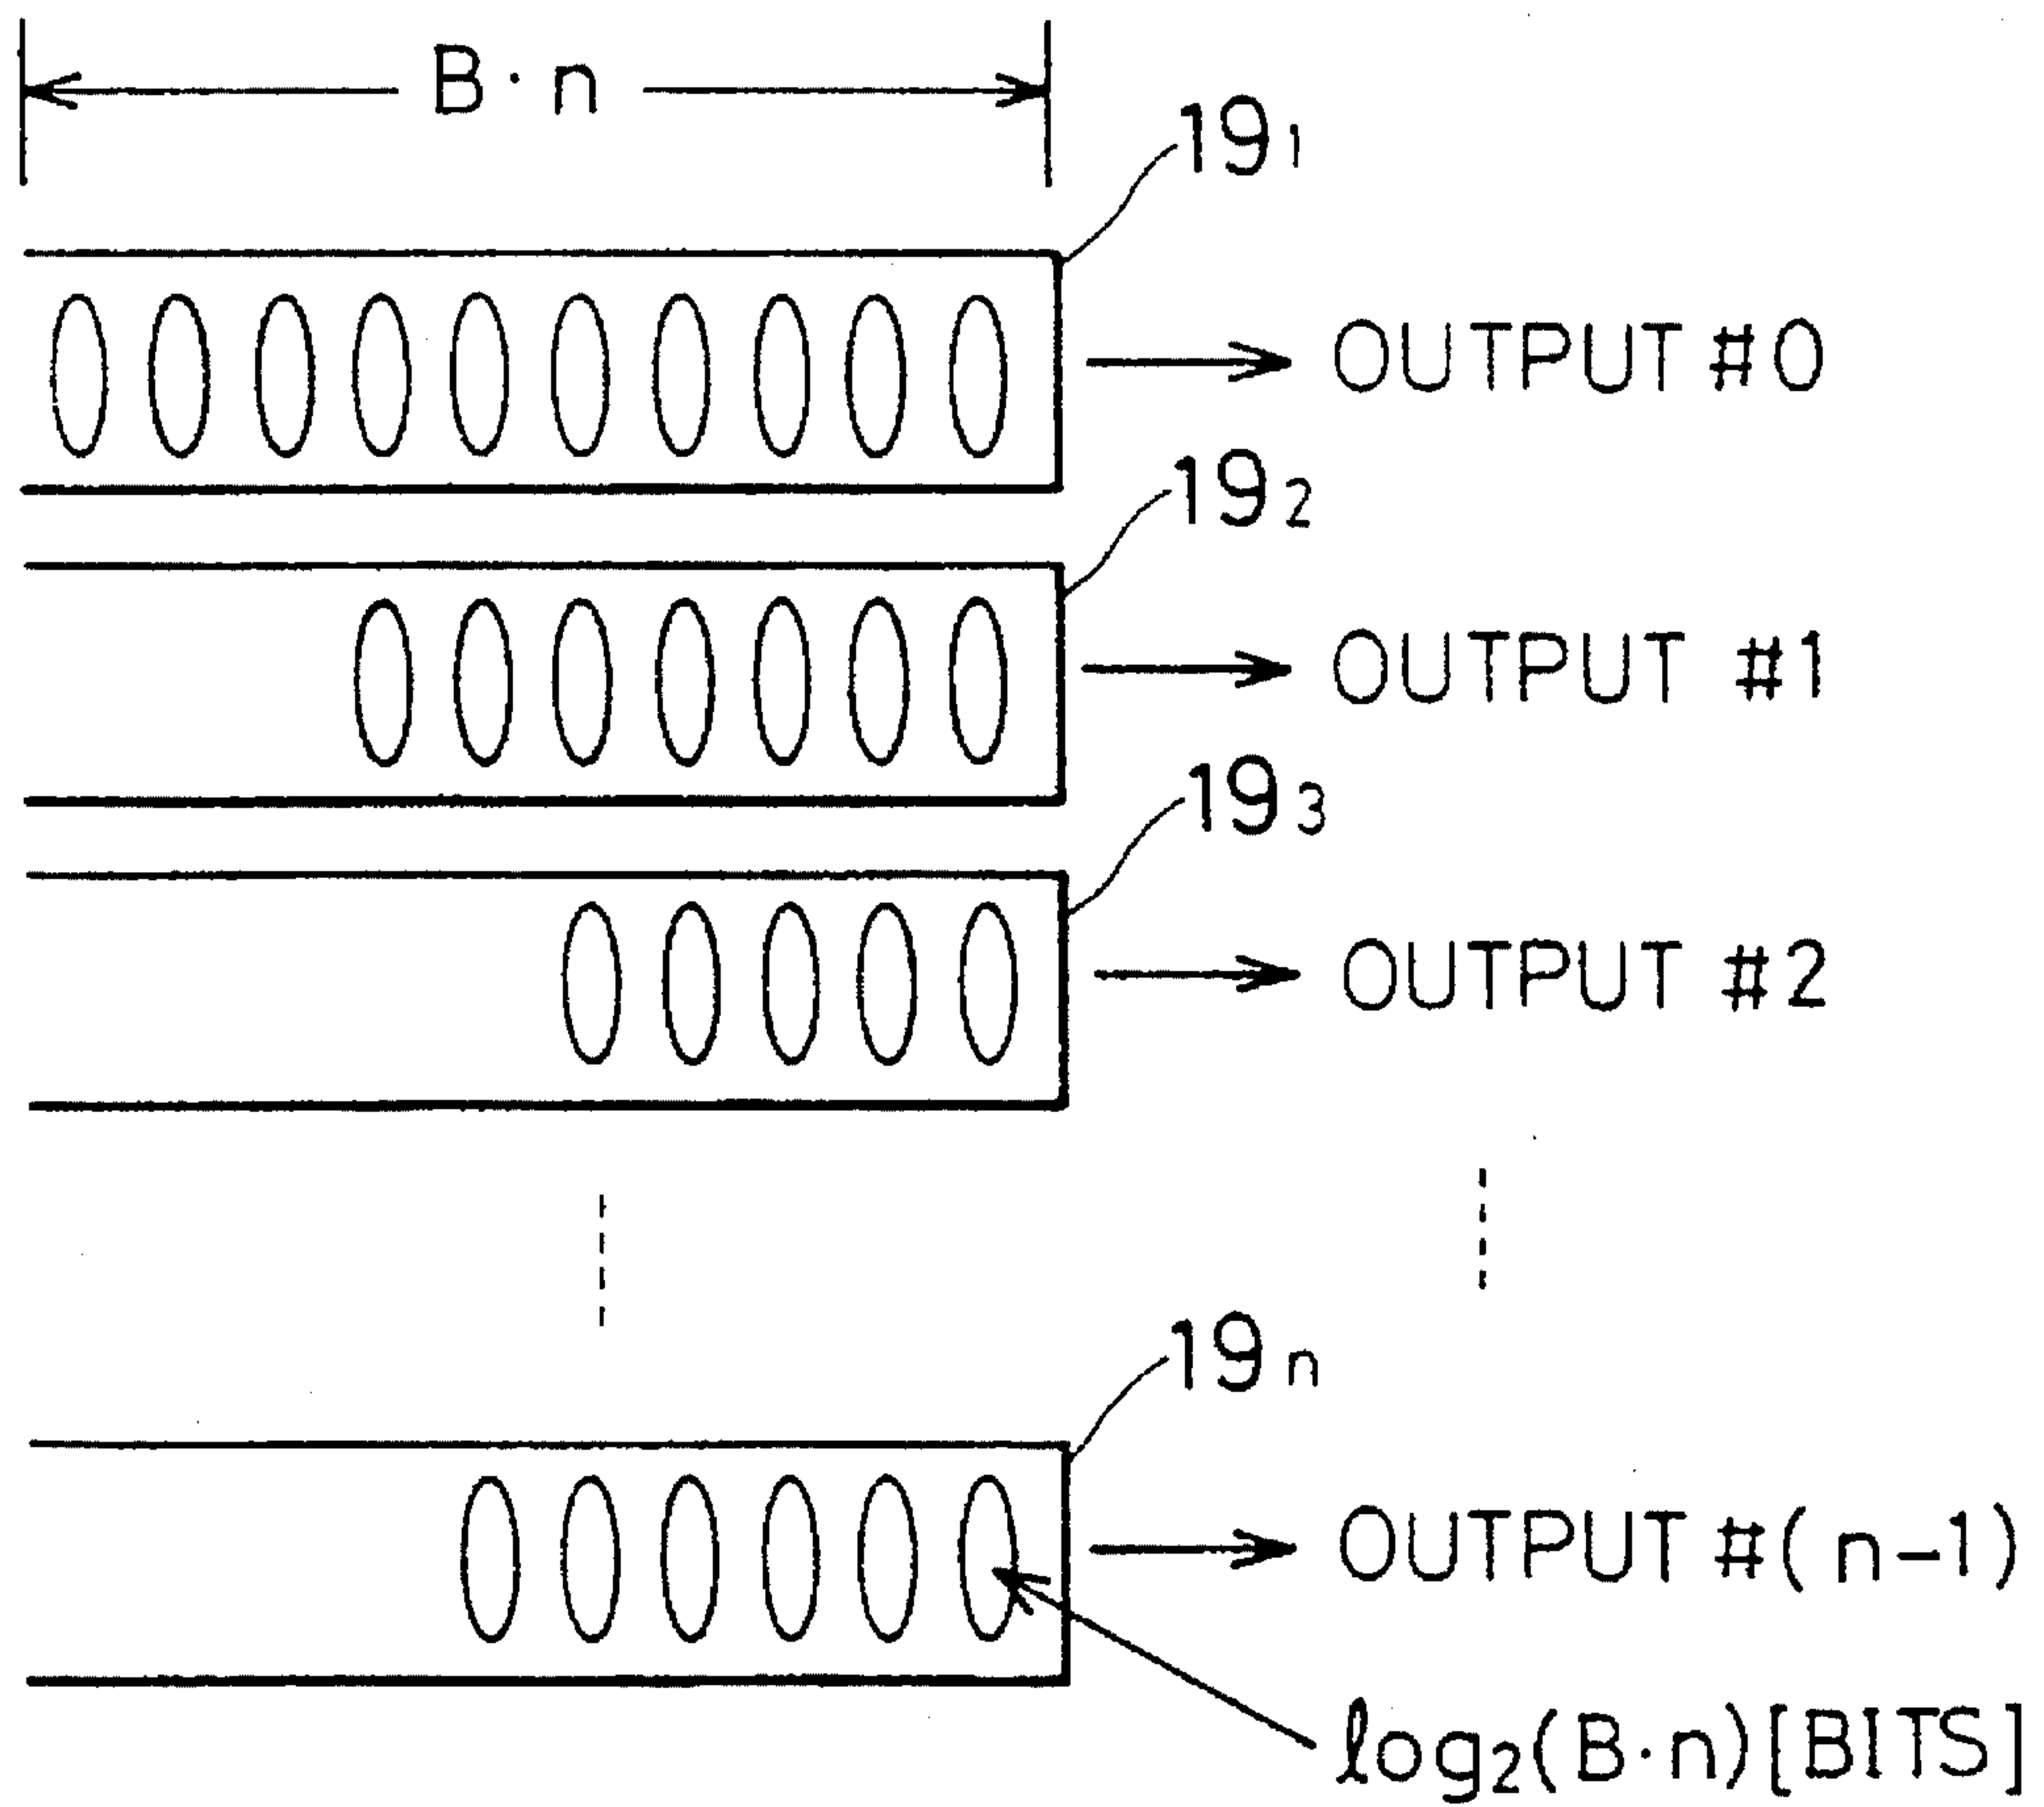 B·n
19₁
OUTPUT #0
19₂
OUTPUT #1
19₃
OUTPUT #2
19ₙ
OUTPUT #(n-1)
log₂(B·n)[BITS]